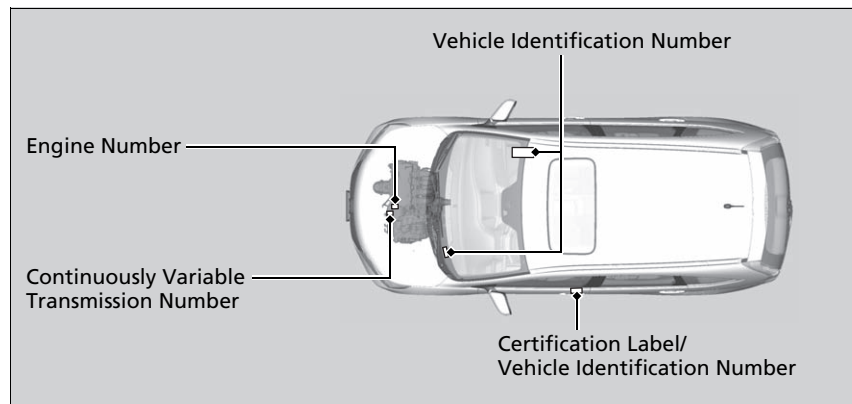 Vehicle Identification Number
Engine Number
Continuously Variable
Transmission Number
Certification Label/
Vehicle Identification Number